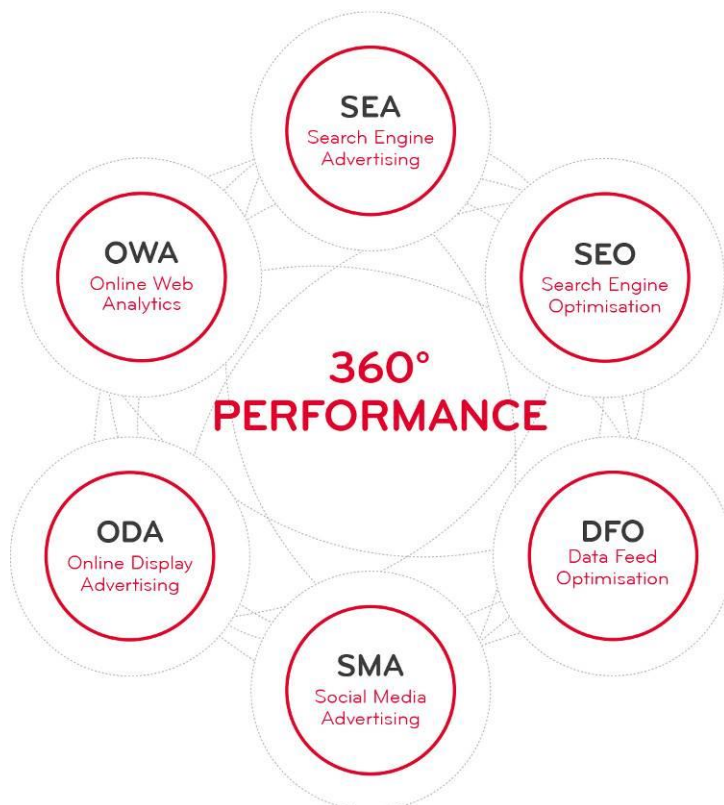 SEA
Search Engine
Advertising
OWA
Online Web
Analytics
SEO
Search Engine
Optimisation
360°
PERFORMANCE
ODA
Online Display
Advertising
DFO
Data Feed
Optimisation
SMA
Social Media
Advertising